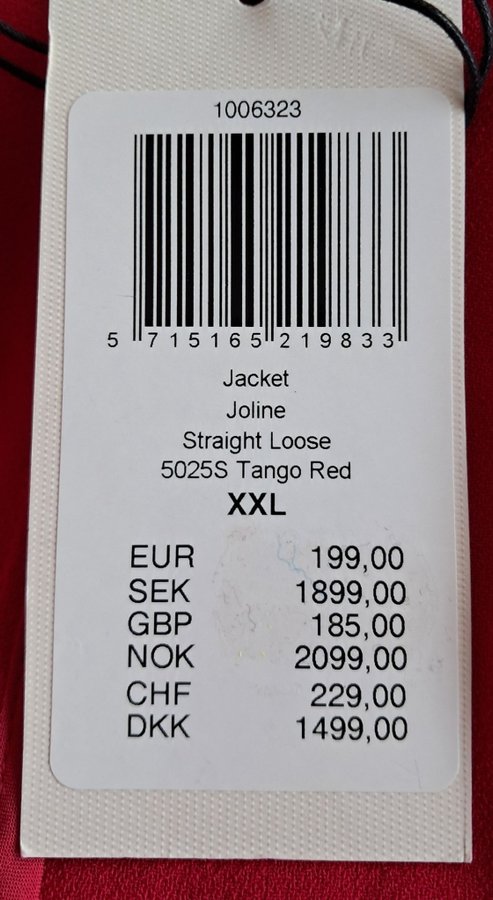 1006323
5 715165 219833
Jacket
Joline
Straight Loose
5025S Tango Red
XXL
EUR 199,00
SEK 1899,00
GBP 185,00
NOK 2099,00
CHF 229,00
DKK 1499,00